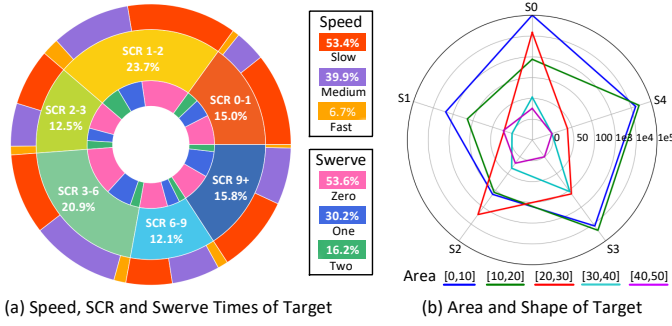 Speed
53.4%
Slow
39.9%
Medium
6.7%
Fast
Swerve
53.6%
Zero
30.2%
One
16.2%
Two
SCR 1-2
23.7%
SCR 0-1
15.0%
SCR 2-3
12.5%
SCR 3-6
20.9%
SCR 6-9
12.1%
SCR 9+
15.8%
(a) Speed, SCR and Swerve Times of Target
S0
S1
S4
0 50 100 1e3 1e4 1e5
S2
S3
Area [0,10] [10,20] [20,30] [30,40] [40,50]
(b) Area and Shape of Target